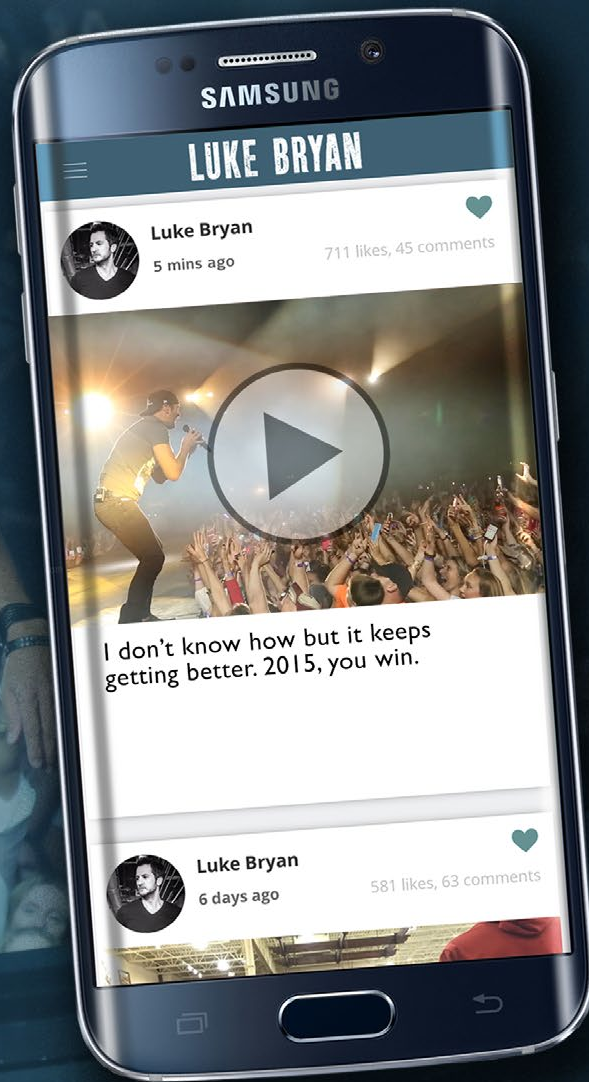 SAMSUNG
LUKE BRYAN
Luke Bryan
5 mins ago
711 likes, 45 comments
I don't know how but it keeps
getting better. 2015, you win.
Luke Bryan
6 days ago
581 likes, 63 comments